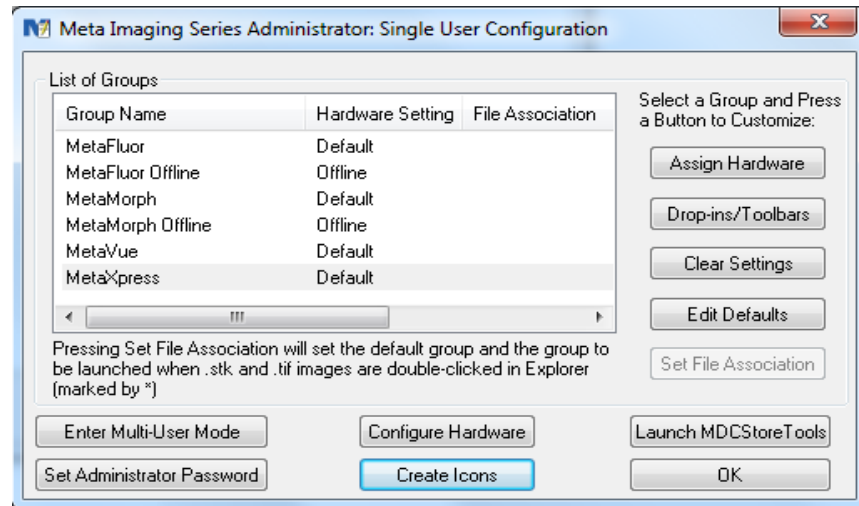 Meta Imaging Series Administrator: Single User Configuration
List of Groups
Group Name Hardware Setting File Association
MetaFluor Default
MetaFluor Offline Offline
MetaMorph Default
MetaMorph Offline Offline
MetaVue Default
MetaXpress Default
Select a Group and Press
a Button to Customize:
Assign Hardware
Drop-ins/Toolbars
Clear Settings
Edit Defaults
Set File Association
Pressing Set File Association will set the default group and the group to
be launched when .stk and .tif images are double-clicked in Explorer
(marked by *)
Enter Multi-User Mode Configure Hardware Launch MDCStoreTools
Set Administrator Password Create Icons OK